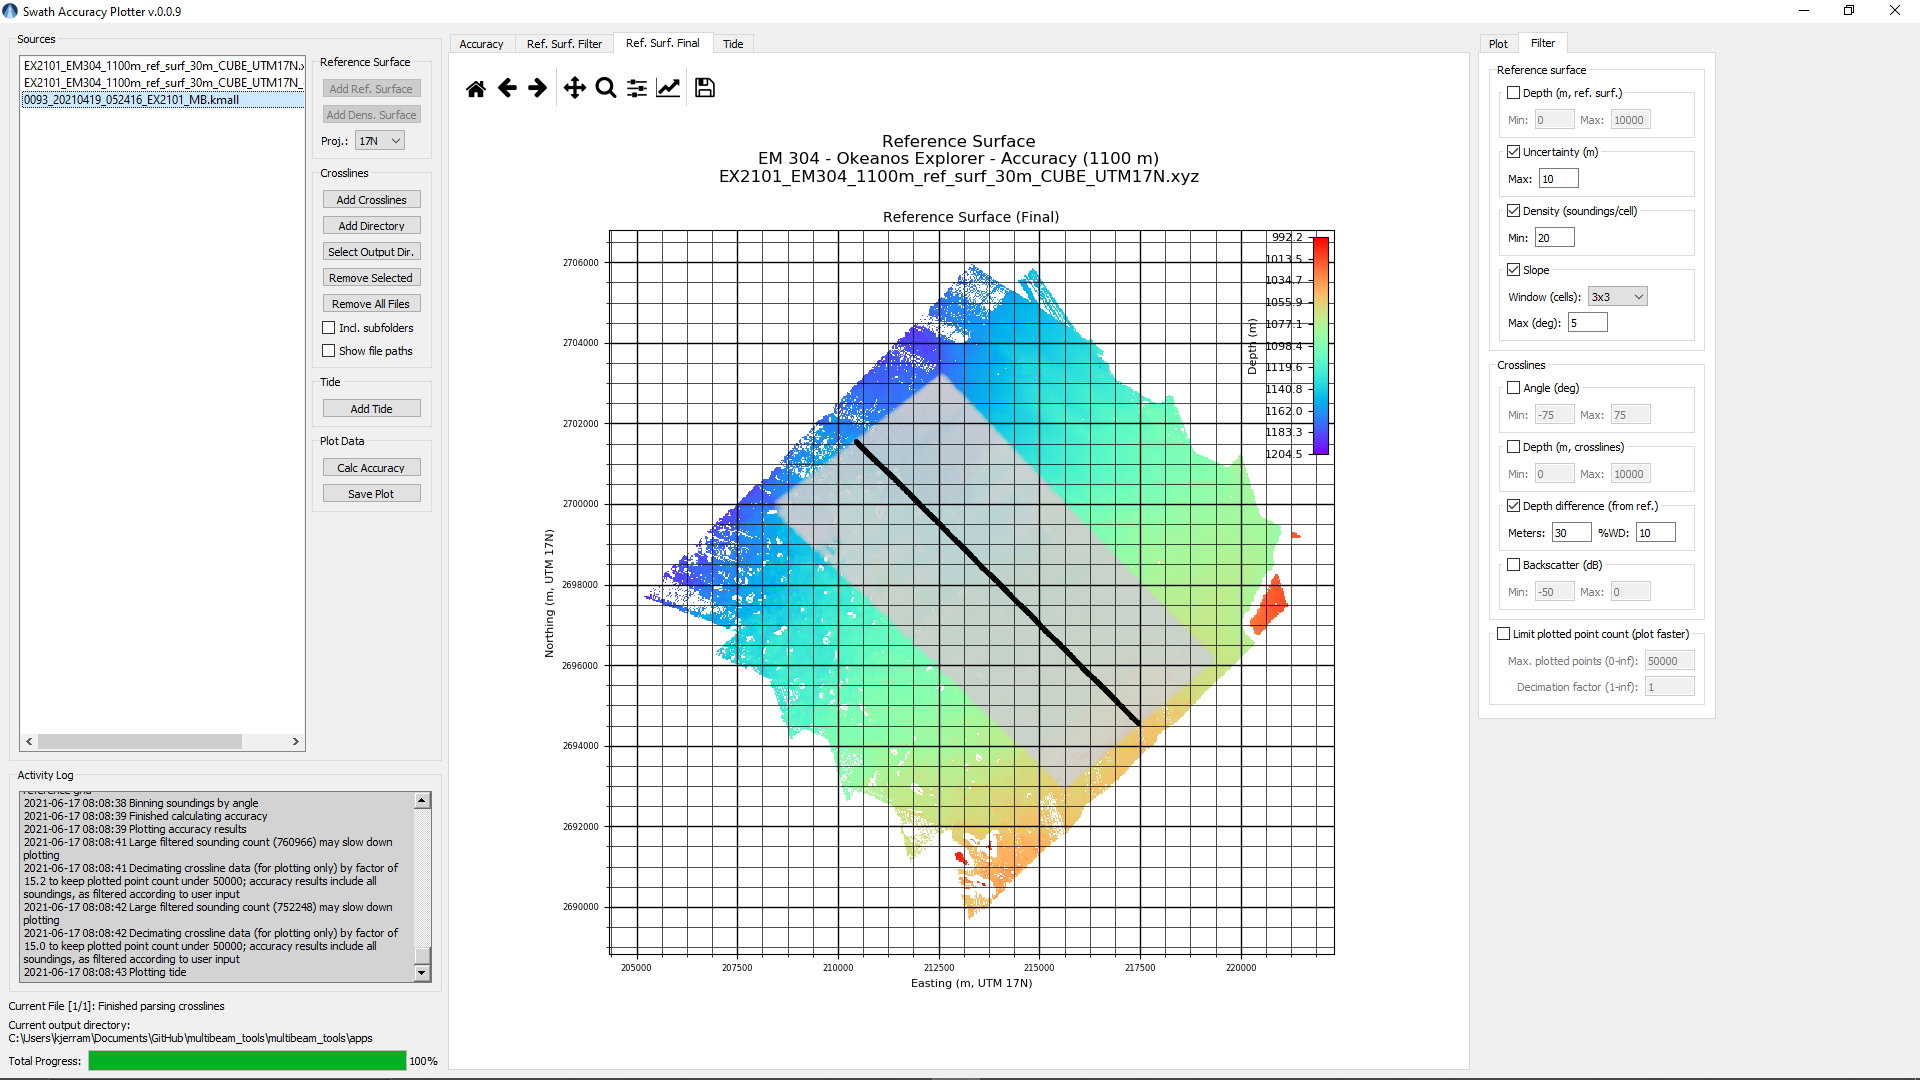 Swath Accuracy Plotter v.0.0.9
Sources
EX2101_EM304_1100m_ref_surf_30m_CUBE_UTM17N.x
EX2101_EM304_1100m_ref_surf_30m_CUBE_UTM17N_
0093_20210419_052416_EX2101_MB.kmall
Reference Surface
Add Ref. Surface
Add Dens. Surface
Proj.: 17N
Crosslines
Add Crosslines
Add Directory
Select Output Dir.
Remove Selected
Remove All Files
Incl. subfolders
Show file paths
Tide
Add Tide
Plot Data
Calc Accuracy
Save Plot
Activity Log
reference grid
2021-06-17 08:08:38 Binning soundings by angle
2021-06-17 08:08:39 Finished calculating accuracy
2021-06-17 08:08:39 Plotting accuracy results
2021-06-17 08:08:41 Large filtered sounding count (760966) may slow down
plotting
2021-06-17 08:08:41 Decimating crossline data (for plotting only) by factor of
15.2 to keep plotted point count under 50000; accuracy results include all
soundings, as filtered according to user input
2021-06-17 08:08:42 Large filtered sounding count (752248) may slow down
plotting
2021-06-17 08:08:42 Decimating crossline data (for plotting only) by factor of
15.0 to keep plotted point count under 50000; accuracy results include all
soundings, as filtered according to user input
2021-06-17 08:08:43 Plotting tide
Current File [1/1]: Finished parsing crosslines
Current output directory:
C:\Users\kjerram\Documents\GitHub\multibeam_tools\multibeam_tools\apps
Total Progress: 100%
Accuracy Ref. Surf. Filter Ref. Surf. Final Tide
Reference Surface
EM 304 - Okeanos Explorer - Accuracy (1100 m)
EX2101_EM304_1100m_ref_surf_30m_CUBE_UTM17N.xyz
Reference Surface (Final)
2706000
2704000
2702000
2700000
2698000
2696000
2694000
2692000
2690000
Northing (m, UTM 17N)
205000 207500 210000 212500 215000 217500 220000
Easting (m, UTM 17N)
Depth (m)
992.2
1013.5
1034.7
1055.9
1077.1
1098.4
1119.6
1140.8
1162.0
1183.3
1204.5
Plot Filter
Reference surface
Depth (m, ref. surf.)
Min: 0 Max: 10000
Uncertainty (m)
Max: 10
Density (soundings/cell)
Min: 20
Slope
Window (cells): 3x3
Max (deg): 5
Crosslines
Angle (deg)
Min: -75 Max: 75
Depth (m, crosslines)
Min: 0 Max: 10000
Depth difference (from ref.)
Meters: 30 %WD: 10
Backscatter (dB)
Min: -50 Max: 0
Limit plotted point count (plot faster)
Max. plotted points (0-inf): 50000
Decimation factor (1-inf): 1